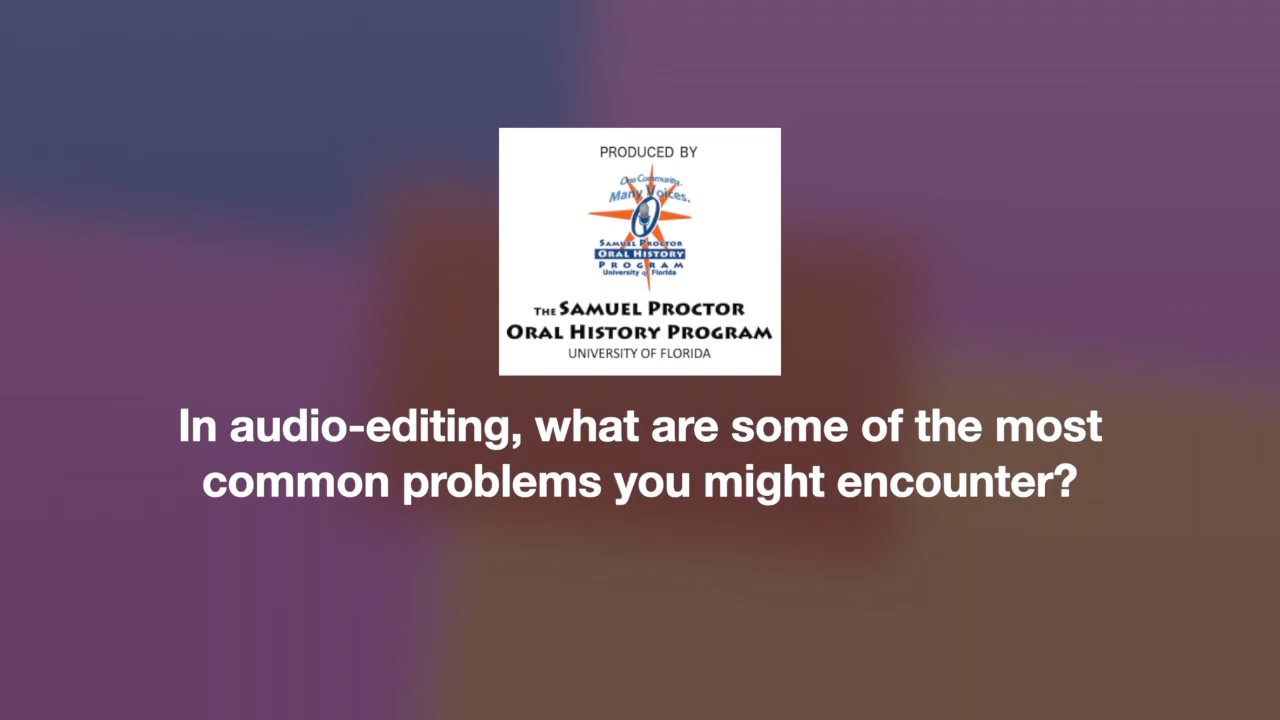 PRODUCED BY
One Community.
Many Voices.
SAMUEL PROCTOR
ORAL HISTORY
PROGRAM
University of Florida
THE SAMUEL PROCTOR
ORAL HISTORY PROGRAM
UNIVERSITY OF FLORIDA
In audio-editing, what are some of the most
common problems you might encounter?